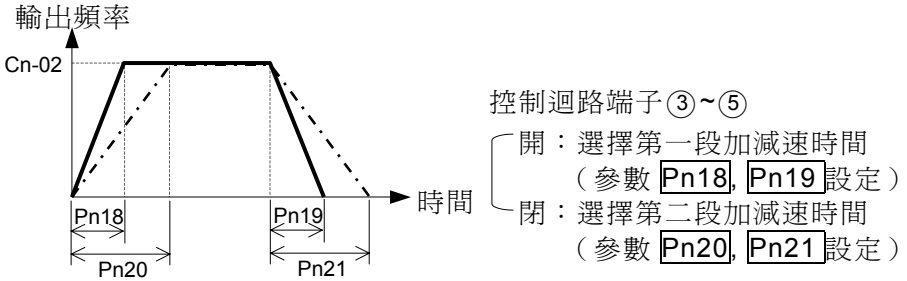 輸出頻率
Cn-02
Pn18
Pn20
Pn19
Pn21
時間
控制迴路端子③~⑤
開：選擇第一段加減速時間
（參數 Pn18, Pn19 設定）
閉：選擇第二段加減速時間
（參數 Pn20, Pn21 設定）